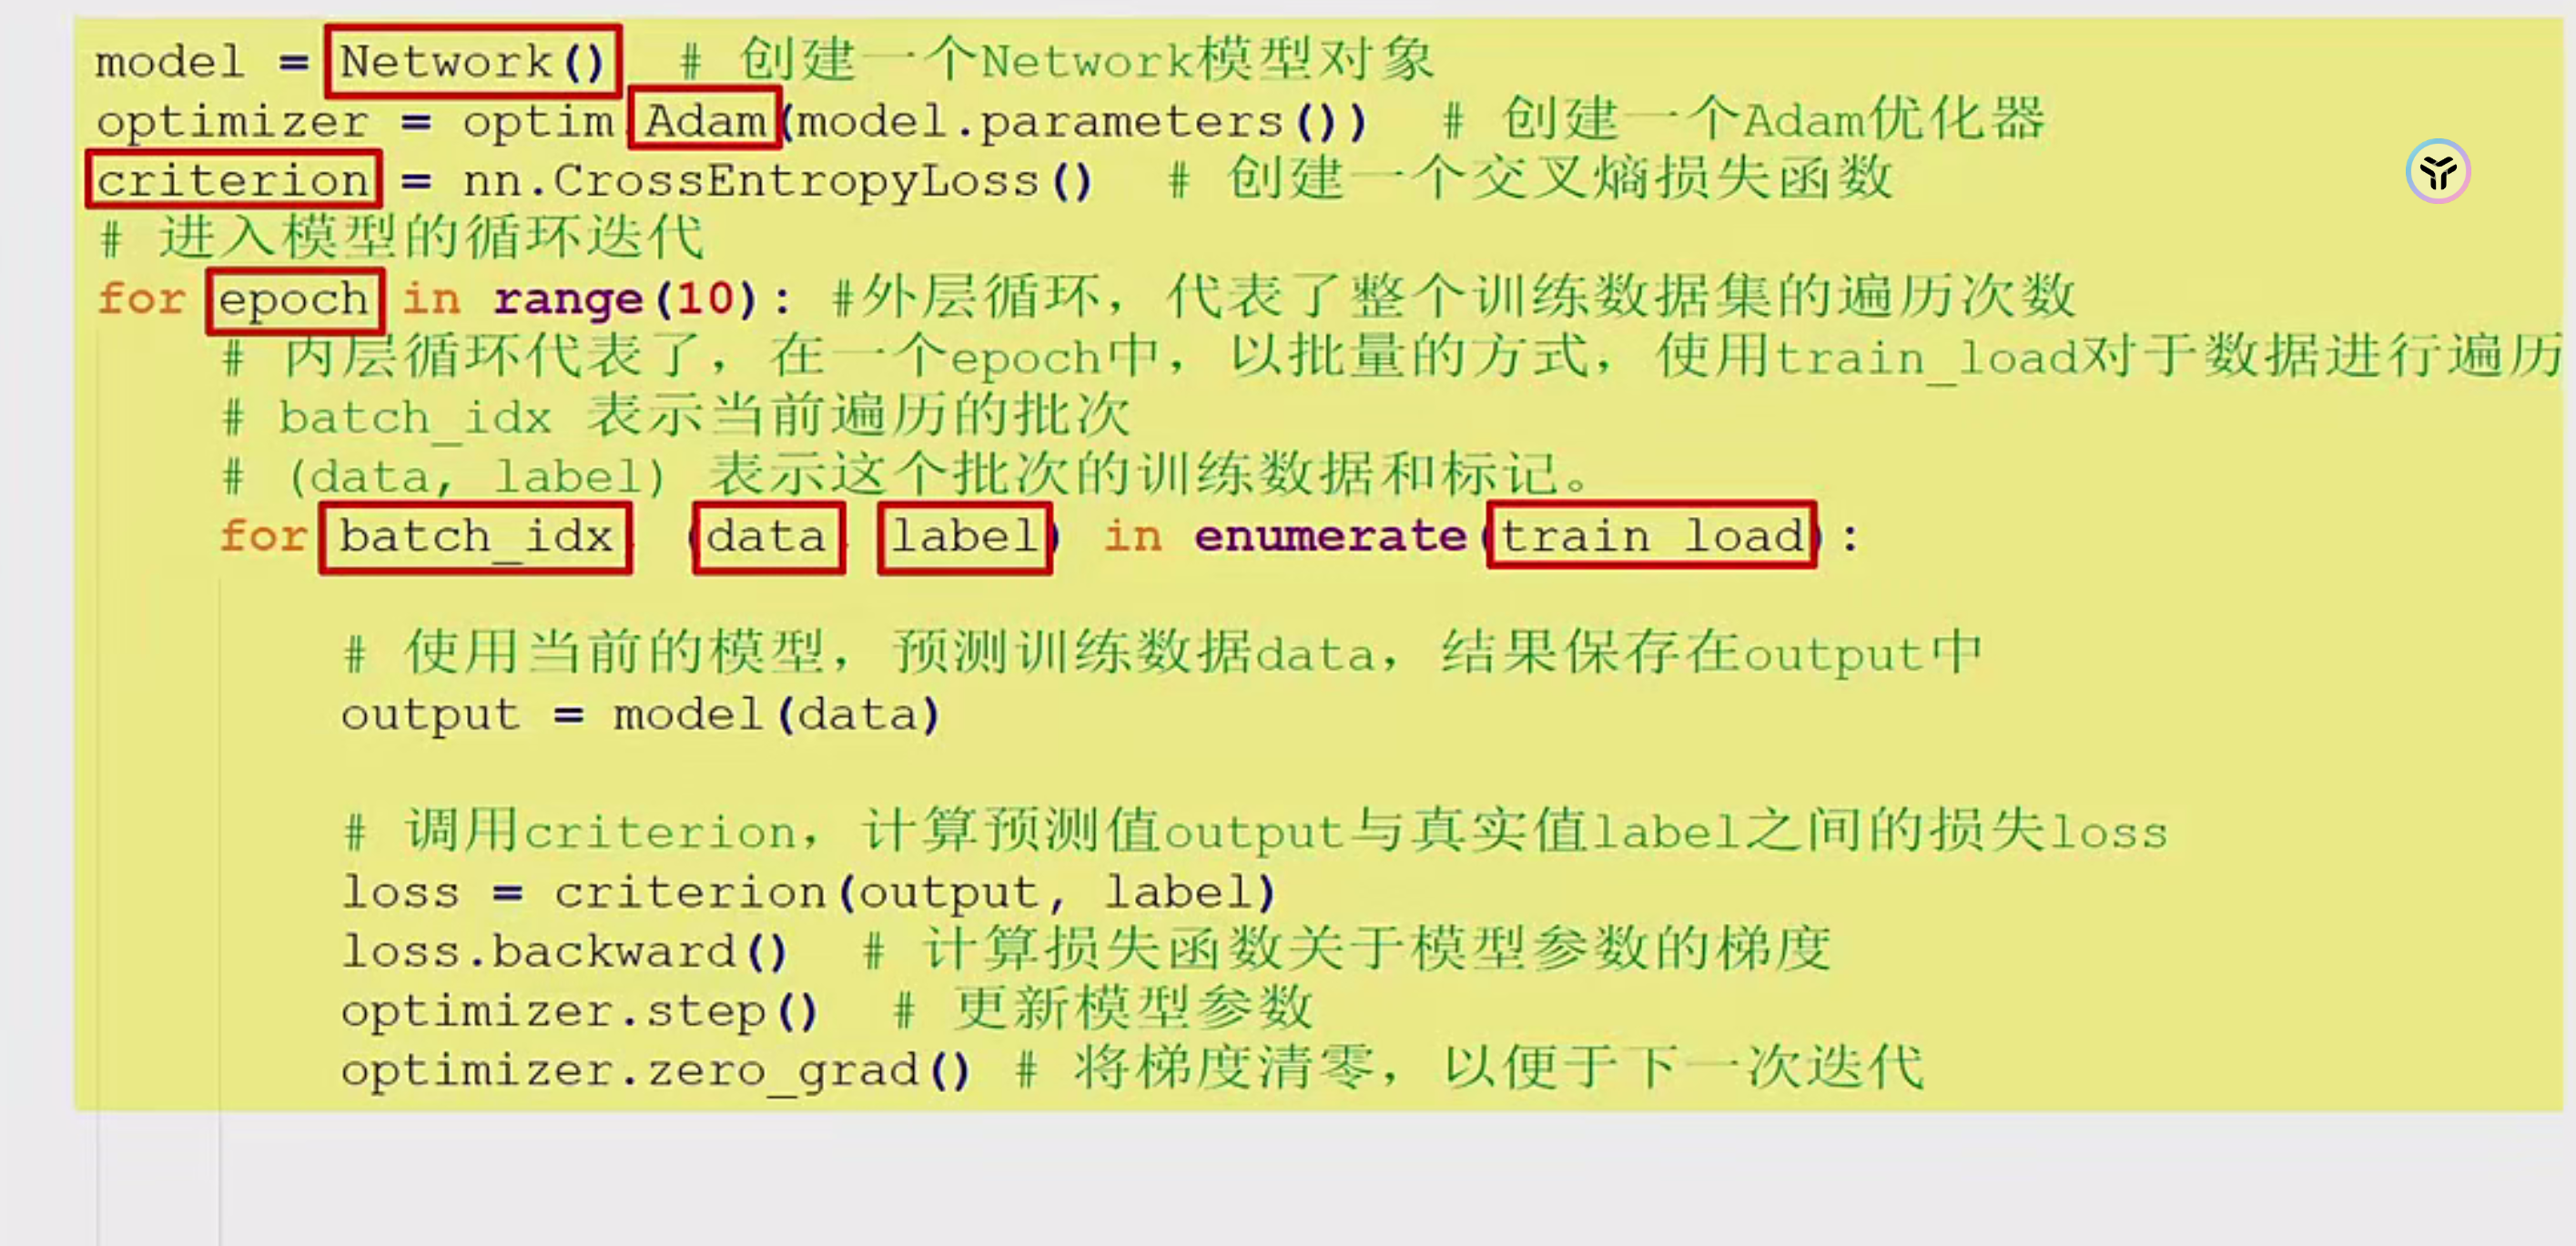 model = Network()  # 创建一个Network模型对象
optimizer = optim.Adam(model.parameters())  # 创建一个Adam优化器
criterion = nn.CrossEntropyLoss()  # 创建一个交叉熵损失函数
# 进入模型的循环迭代
for epoch in range(10): #外层循环，代表了整个训练数据集的遍历次数
# 内层循环代表了，在一个epoch中，以批量的方式，使用train_load对于数据进行遍历
# batch_idx 表示当前遍历的批次
# (data, label) 表示这个批次的训练数据和标记。
for batch_idx, (data, label) in enumerate(train_load):
# 使用当前的模型，预测训练数据data，结果保存在output中
output = model(data)
# 调用criterion，计算预测值output与真实值label之间的损失loss
loss = criterion(output, label)
loss.backward()  # 计算损失函数关于模型参数的梯度
optimizer.step()  # 更新模型参数
optimizer.zero_grad() # 将梯度清零，以便于下一次迭代